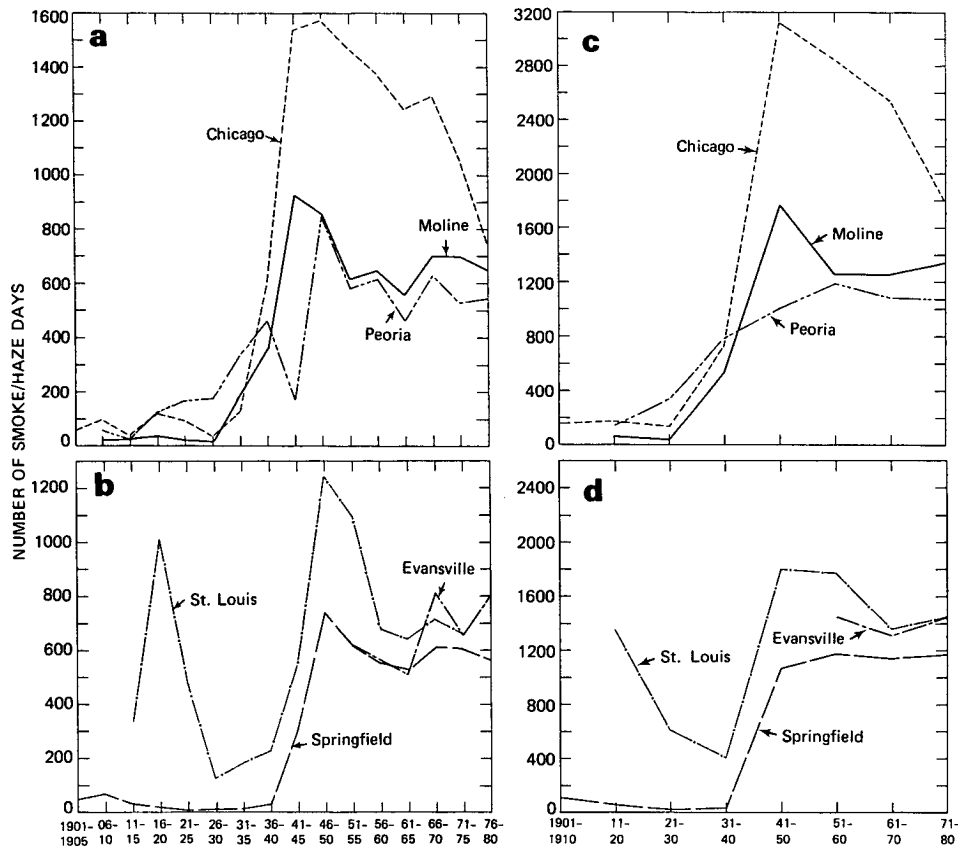 NUMBER OF SMOKE/HAZE DAYS
a
1600
1400
1200
1000
800
600
400
200
0
Chicago
Moline
Peoria
c
3200
2800
2400
2000
1600
1200
800
400
0
Chicago
Moline
Peoria
b
1200
1000
800
600
400
200
0
St. Louis
Evansville
Springfield
1901- 06- 11- 16- 21- 26- 31- 36- 41- 46- 51- 56- 61- 66- 71- 76-
1905 10 15 20 25 30 35 40 45 50 55 60 65 70 75 80
d
2400
2000
1600
1200
800
400
0
St. Louis
Evansville
Springfield
1901- 11- 21- 31- 41- 51- 61- 71-
1910 20 30 40 50 60 70 80